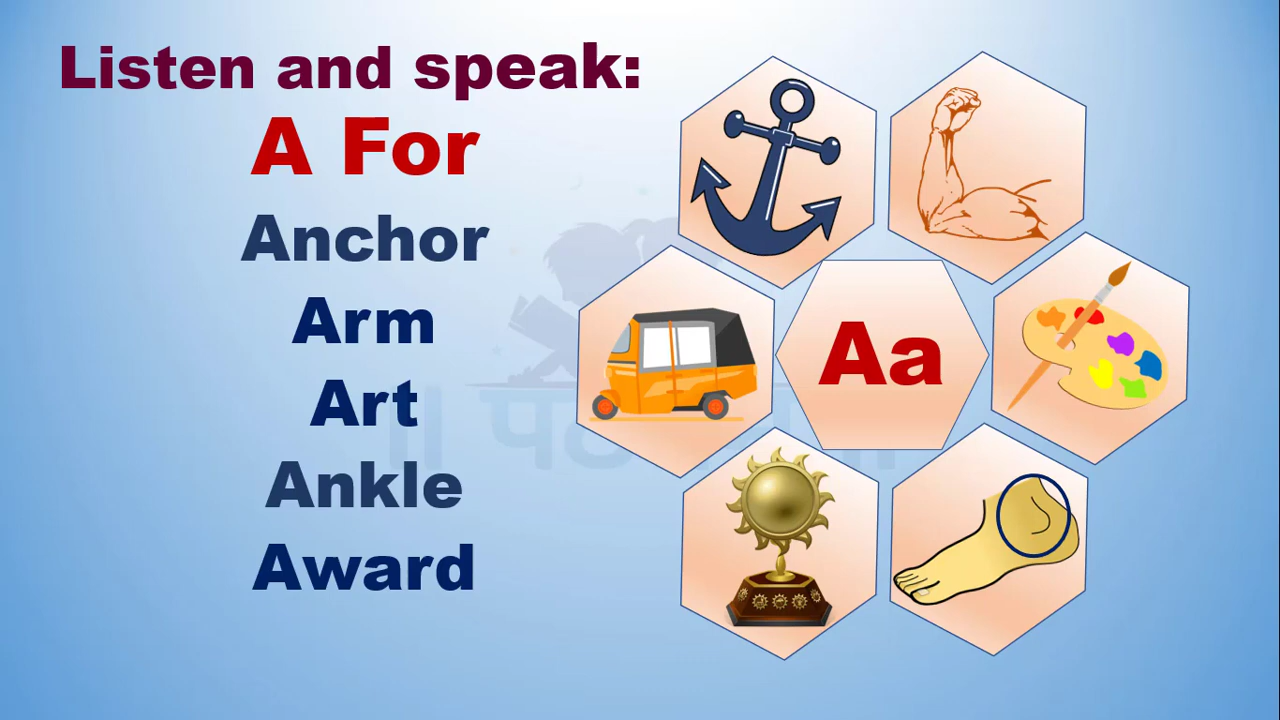 Listen and speak:
A For
Anchor
Arm
Art
Ankle
Award
Aa